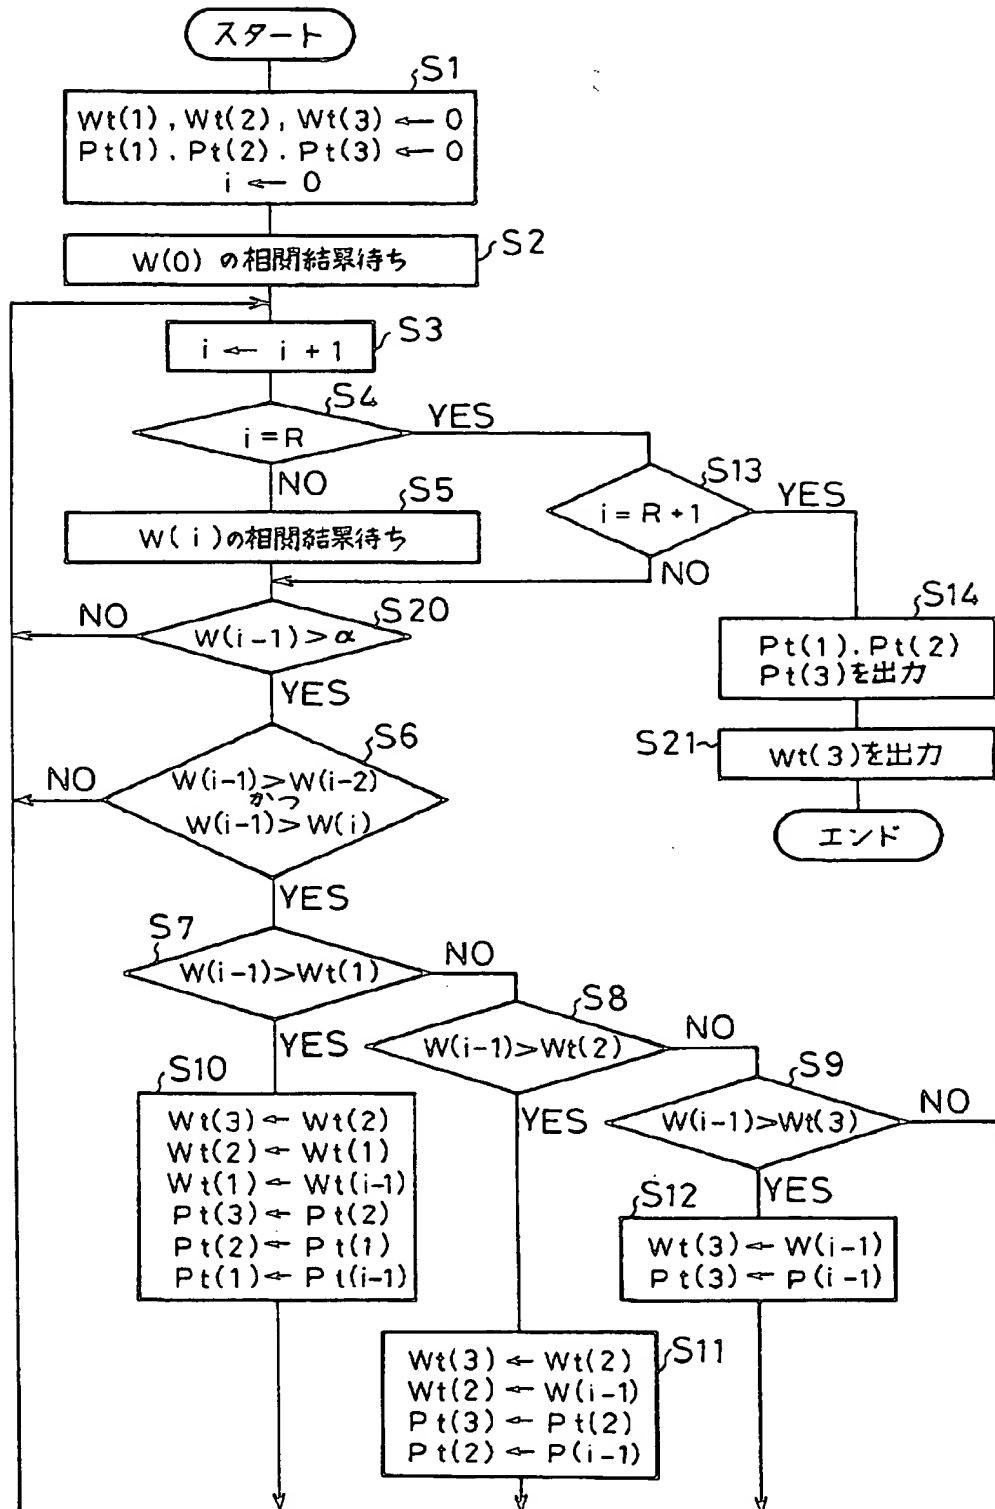 スタート
S1
Wt(1), Wt(2), Wt(3) ← 0
Pt(1). Pt(2). Pt(3) ← 0
i ← 0
S2
W(0) の相関結果待ち
S3
i ← i + 1
S4
i = R
YES
NO
S13
i = R + 1
YES
NO
S5
W(i)の相関結果待ち
S20
W(i-1) > α
NO
YES
S14
Pt(1). Pt(2)
Pt(3)を出力
S21
Wt(3)を出力
エンド
S6
W(i-1)>W(i-2)
かつ
W(i-1)>W(i)
NO
YES
S7
W(i-1)>Wt(1)
NO
YES
S8
W(i-1)>Wt(2)
NO
YES
S9
W(i-1)>Wt(3)
NO
YES
S10
Wt(3) ← Wt(2)
Wt(2) ← Wt(1)
Wt(1) ← Wt(i-1)
Pt(3) ← Pt(2)
Pt(2) ← Pt(1)
Pt(1) ← Pt(i-1)
S12
Wt(3) ← W(i-1)
Pt(3) ← P(i-1)
S11
Wt(3) ← Wt(2)
Wt(2) ← W(i-1)
Pt(3) ← Pt(2)
Pt(2) ← P(i-1)